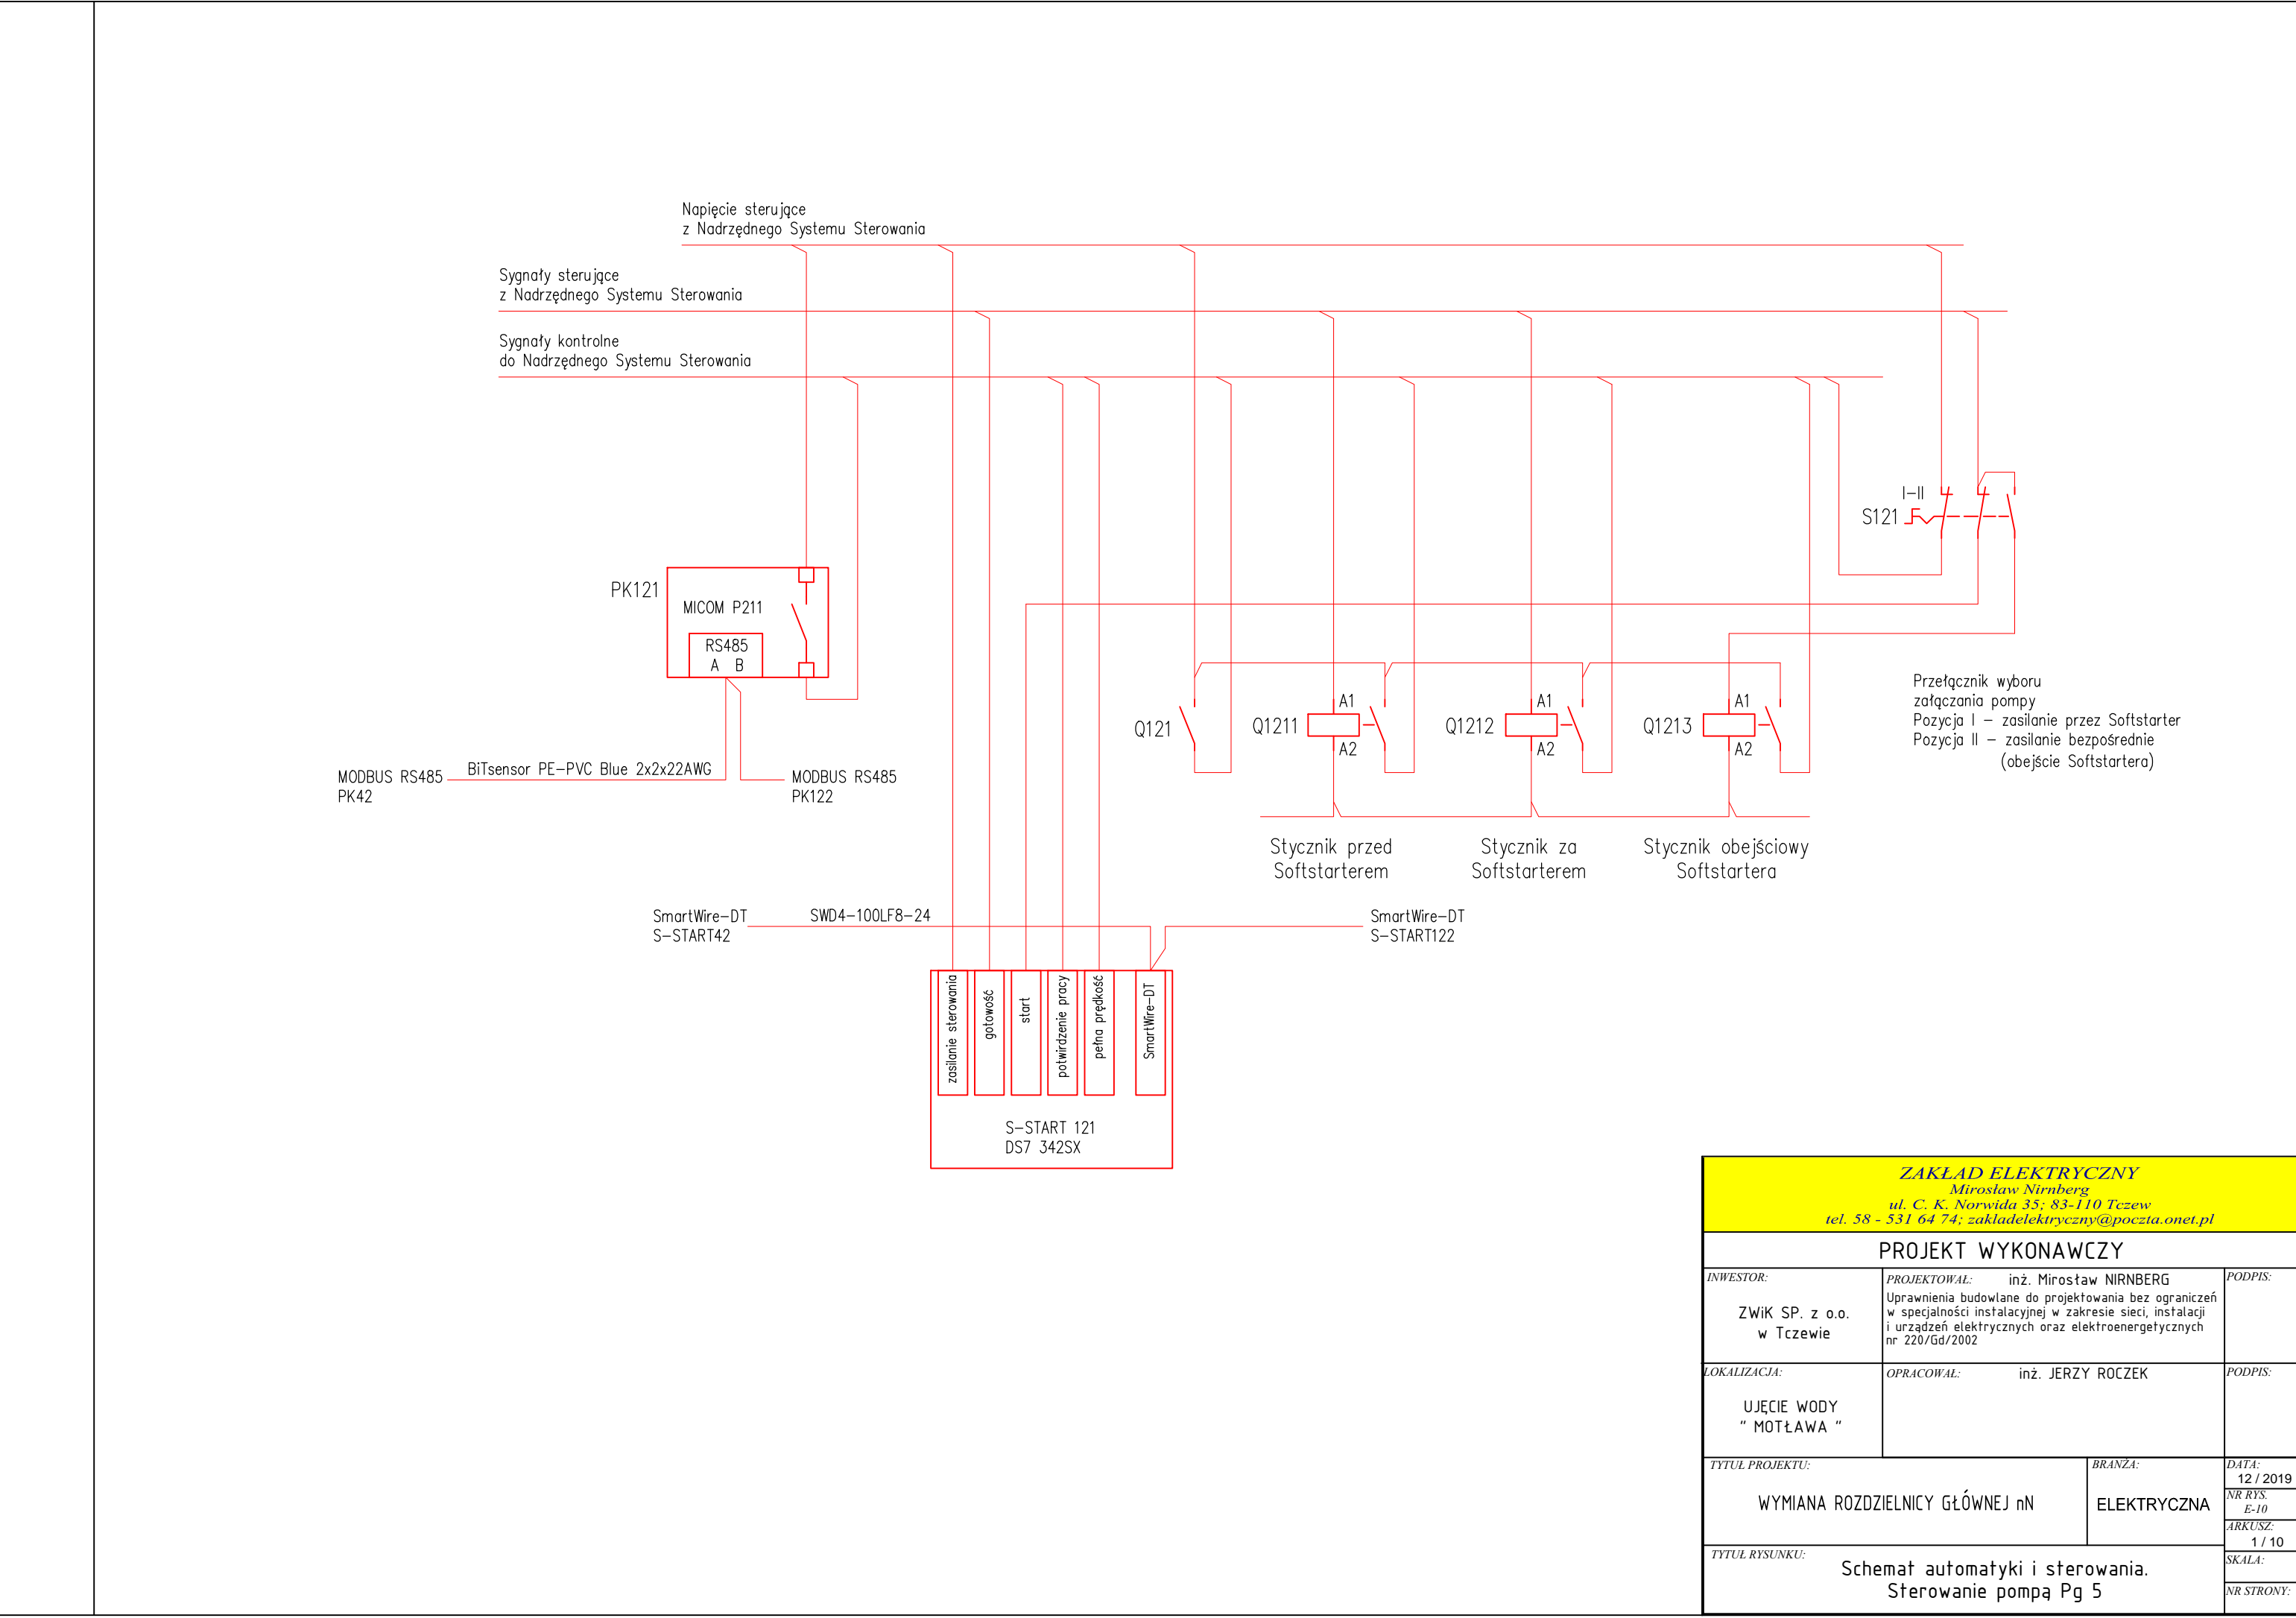 Napięcie sterujące
z Nadrzędnego Systemu Sterowania
Sygnały sterujące
z Nadrzędnego Systemu Sterowania
Sygnały kontrolne
do Nadrzędnego Systemu Sterowania
I-II
S121
PK121
MICOM P211
RS485
A B
MODBUS RS485
PK42
BiTsensor PE-PVC Blue 2x2x22AWG
MODBUS RS485
PK122
Q121
Q1211
A1
A2
Q1212
A1
A2
Q1213
A1
A2
Przełącznik wyboru
załączania pompy
Pozycja I – zasilanie przez Softstarter
Pozycja II – zasilanie bezpośrednie
(obejście Softstartera)
Stycznik przed
Softstarterem
Stycznik za
Softstarterem
Stycznik obejściowy
Softstartera
SmartWire-DT
S-START42
SWD4-100LF8-24
SmartWire-DT
S-START122
zasilanie sterowania
gotowość
start
potwirdzenie pracy
pełna prędkość
SmartWire-DT
S-START 121
DS7 342SX
ZAKŁAD ELEKTRYCZNY
Mirosław Nirnberg
ul. C. K. Norwida 35; 83-110 Tczew
tel. 58 - 531 64 74; zakladelektryczny@poczta.onet.pl
PROJEKT WYKONAWCZY
INWESTOR:
ZWiK SP. z o.o.
w Tczewie
PROJEKTOWAŁ: inż. Mirosław NIRNBERG
Uprawnienia budowlane do projektowania bez ograniczeń
w specjalności instalacyjnej w zakresie sieci, instalacji
i urządzeń elektrycznych oraz elektroenergetycznych
nr 220/Gd/2002
PODPIS:
LOKALIZACJA:
UJĘCIE WODY
" MOTŁAWA "
OPRACOWAŁ: inż. JERZY ROCZEK
PODPIS:
TYTUŁ PROJEKTU:
WYMIANA ROZDZIELNICY GŁÓWNEJ nN
BRANŻA:
ELEKTRYCZNA
DATA:
12 / 2019
NR RYS.
E-10
ARKUSZ:
1 / 10
SKALA:
NR STRONY:
TYTUŁ RYSUNKU:
Schemat automatyki i sterowania.
Sterowanie pompą Pg 5